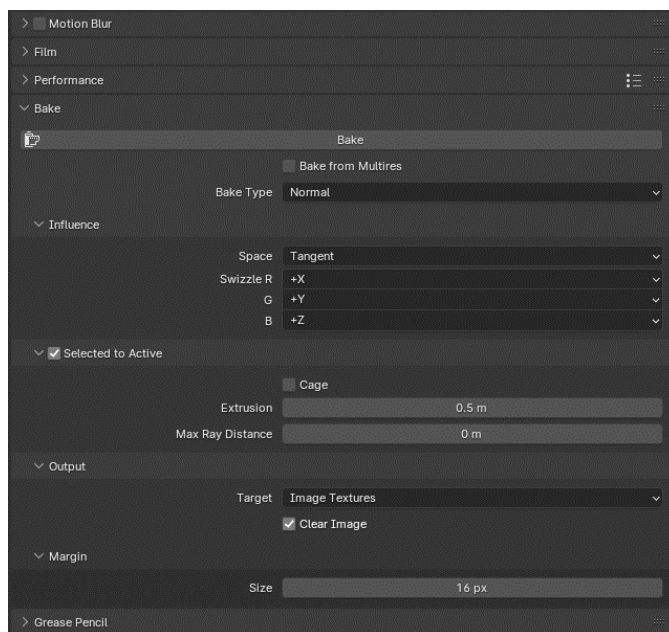 Motion Blur
Film
Performance
Bake
Bake
Bake from Multires
Bake Type Normal
Influence
Space Tangent
Swizzle R +X
G +Y
B +Z
Selected to Active
Cage
Extrusion 0.5 m
Max Ray Distance 0 m
Output
Target Image Textures
Clear Image
Margin
Size 16 px
Grease Pencil